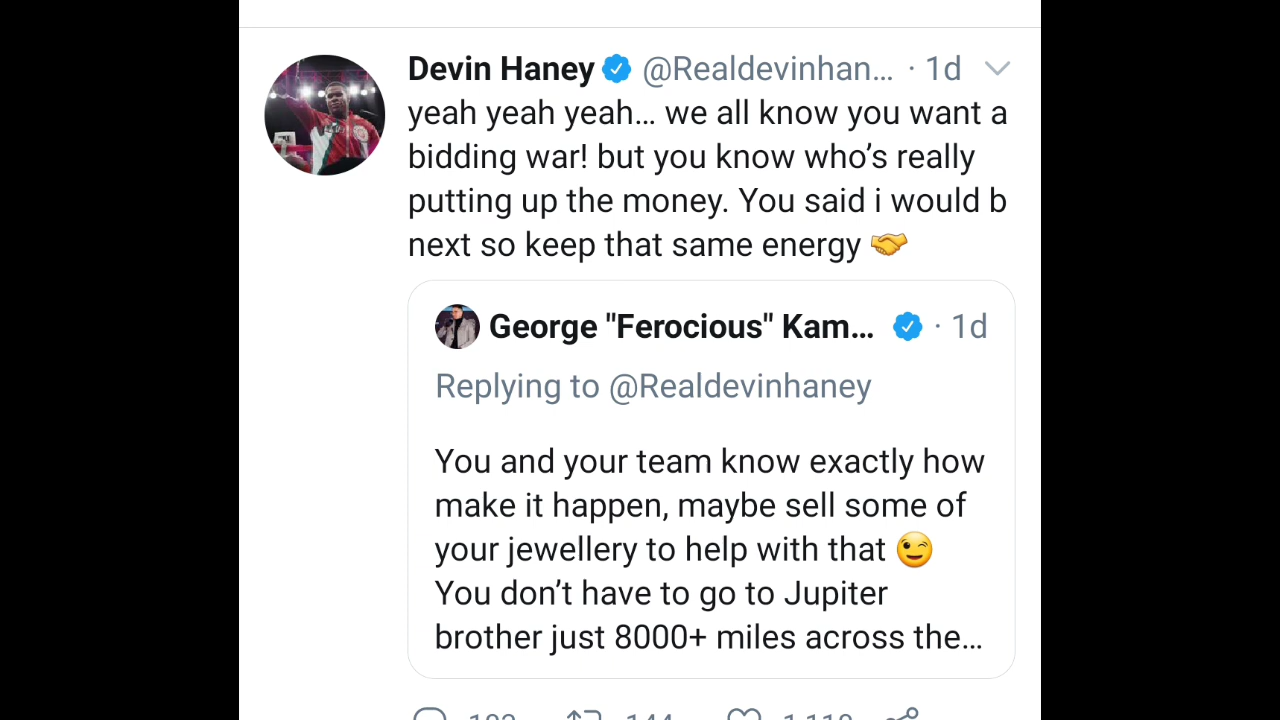 Devin Haney @Realdevinhan... · 1d
yeah yeah yeah... we all know you want a
bidding war! but you know who's really
putting up the money. You said i would b
next so keep that same energy 🤝
George "Ferocious" Kam... · 1d
Replying to @Realdevinhaney
You and your team know exactly how
make it happen, maybe sell some of
your jewellery to help with that 😉
You don't have to go to Jupiter
brother just 8000+ miles across the...